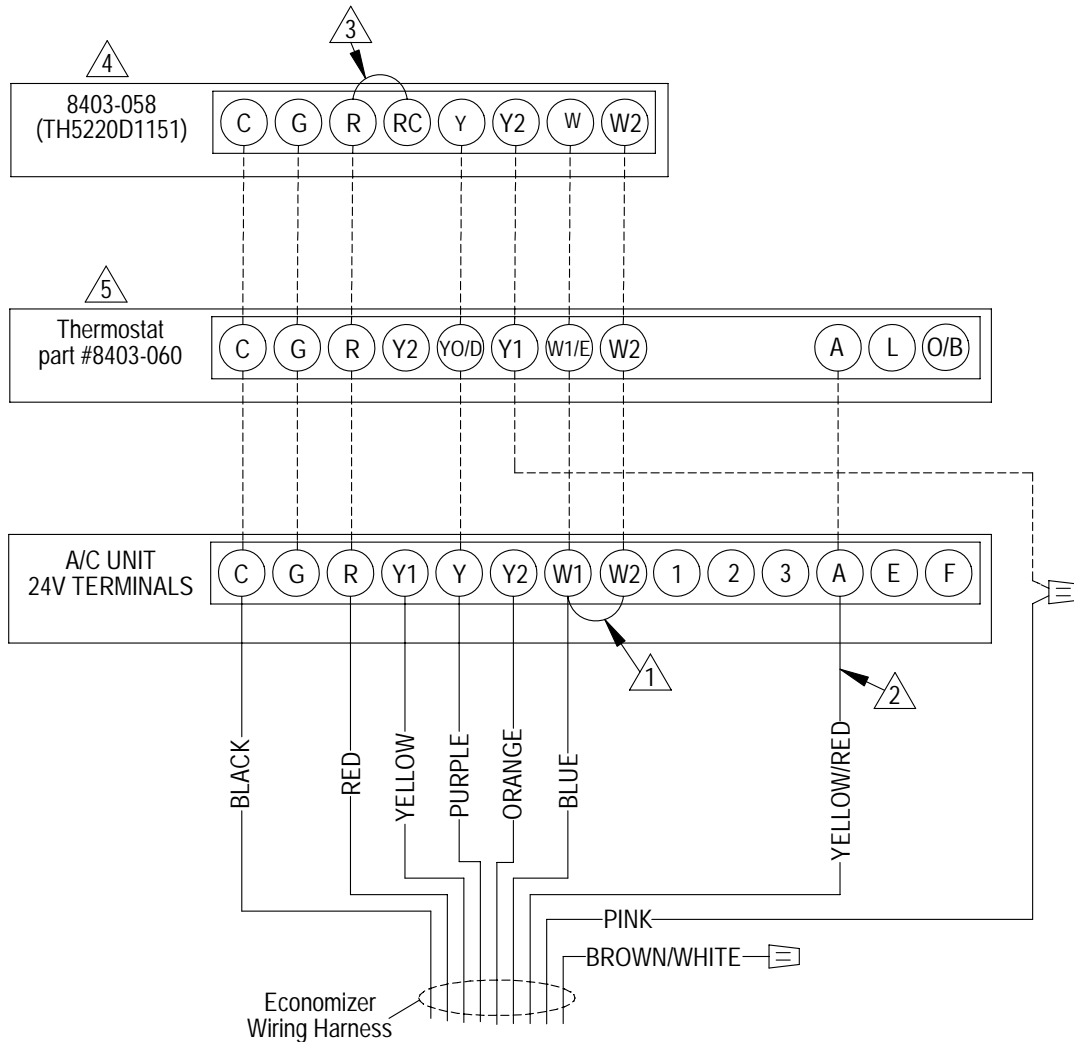 3
4
8403-058
(TH5220D1151)
C G R RC Y Y2 W W2
5
Thermostat
part #8403-060
C G R Y2 YO/D Y1 W1/E W2 A L O/B
A/C UNIT
24V TERMINALS
C G R Y1 Y Y2 W1 W2 1 2 3 A E F
1
2
BLACK
RED
YELLOW
PURPLE
ORANGE
BLUE
YELLOW/RED
PINK
BROWN/WHITE
Economizer
Wiring Harness